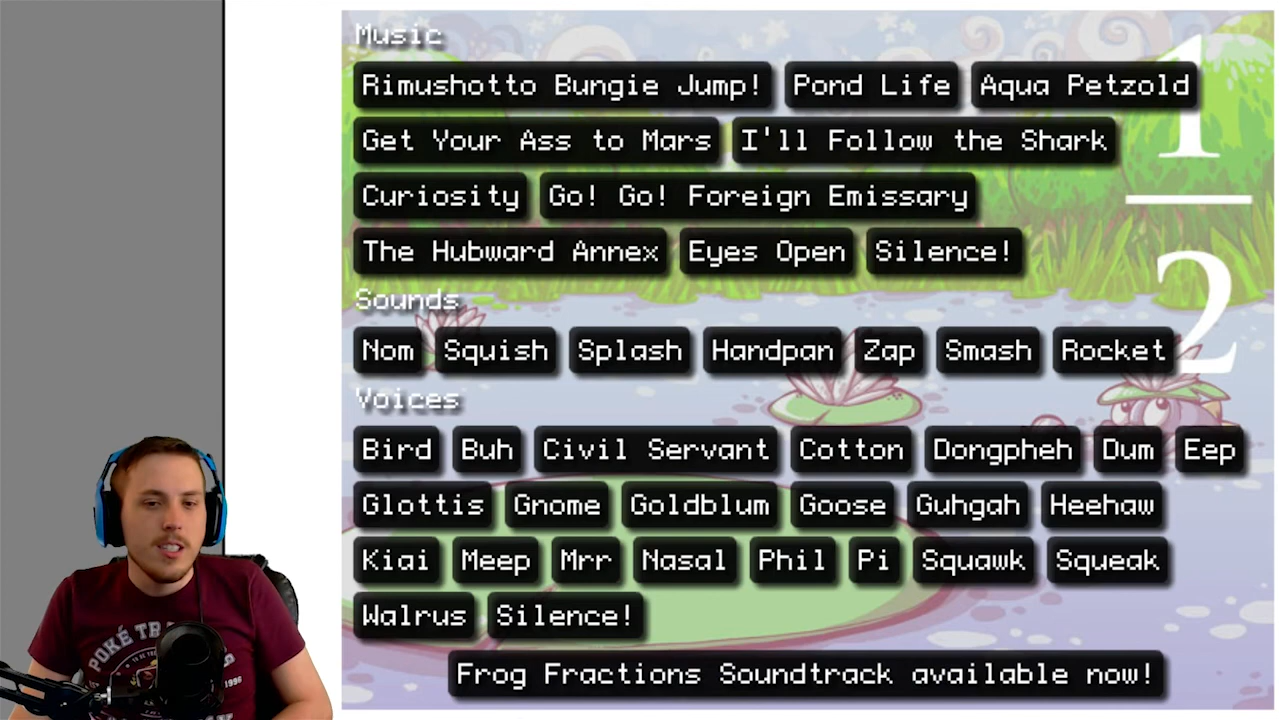 Music
Rimushotto Bungie Jump! Pond Life Aqua Petzold
Get Your Ass to Mars I'll Follow the Shark
Curiosity Go! Go! Foreign Emissary
The Hubward Annex Eyes Open Silence!
1
2
Sounds
Nom Squish Splash Handpan Zap Smash Rocket
Voices
Bird Buh Civil Servant Cotton Dongpheh Dum Eep
Glottis Gnome Goldblum Goose Guhgah Heehaw
Kiai Meep Mrr Nasal Phil Pi Squawk Squeak
Walrus Silence!
Frog Fractions Soundtrack available now!
POKÉ
1996